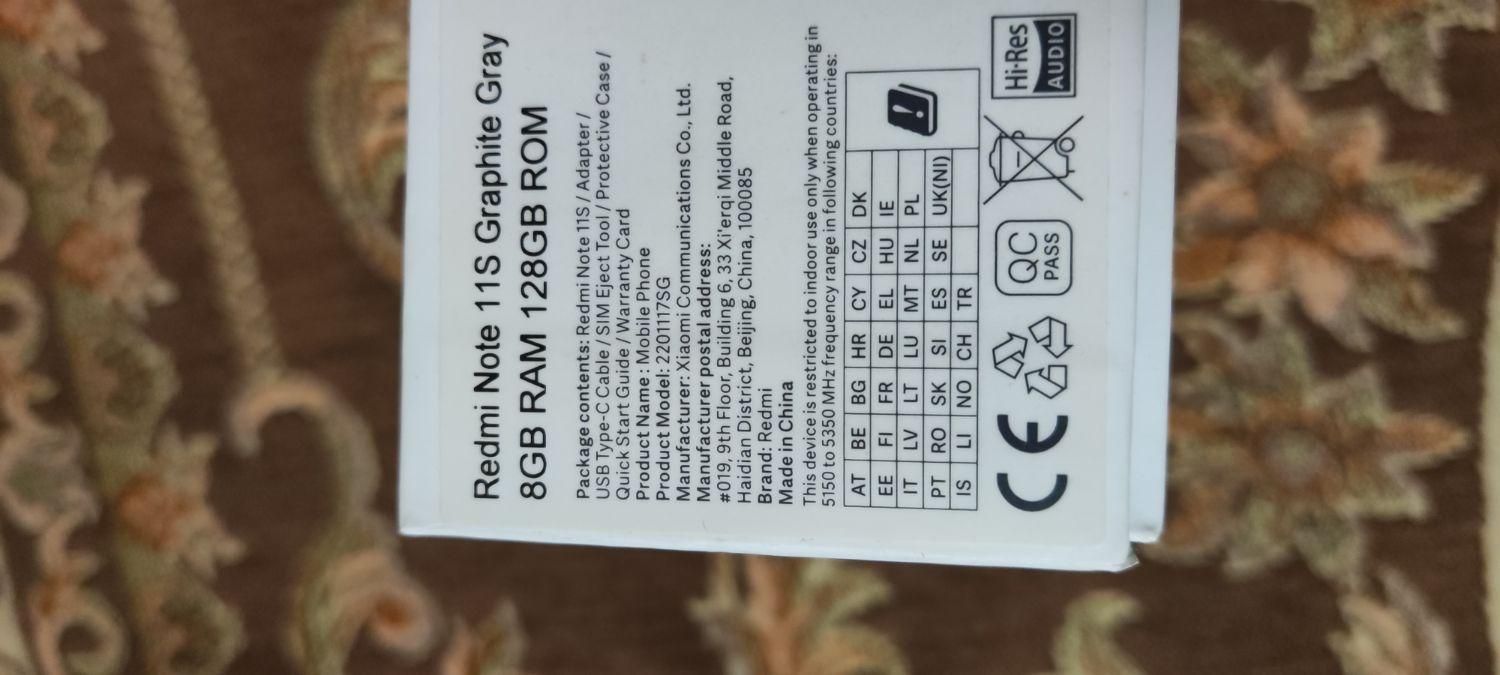 Redmi Note 11S Graphite Gray
8GB RAM 128GB ROM
Package contents: Redmi Note 11S / Adapter /
USB Type-C Cable / SIM Eject Tool / Protective Case /
Quick Start Guide / Warranty Card
Product Name: Mobile Phone
Product Model: 2201117SG
Manufacturer: Xiaomi Communications Co., Ltd.
Manufacturer postal address:
#019, 9th Floor, Building 6, 33 Xi'erqi Middle Road,
Haidian District, Beijing, China, 100085
Brand: Redmi
Made in China
This device is restricted to indoor use only when operating in
5150 to 5350 MHz frequency range in following countries:
AT BE BG HR CY CZ DK
EE FI FR DE EL HU IE
IT LV LT LU MT NL PL
PT RO SK SI ES SE UK(NI)
IS LI NO CH TR
CE
QC
PASS
Hi-Res
AUDIO